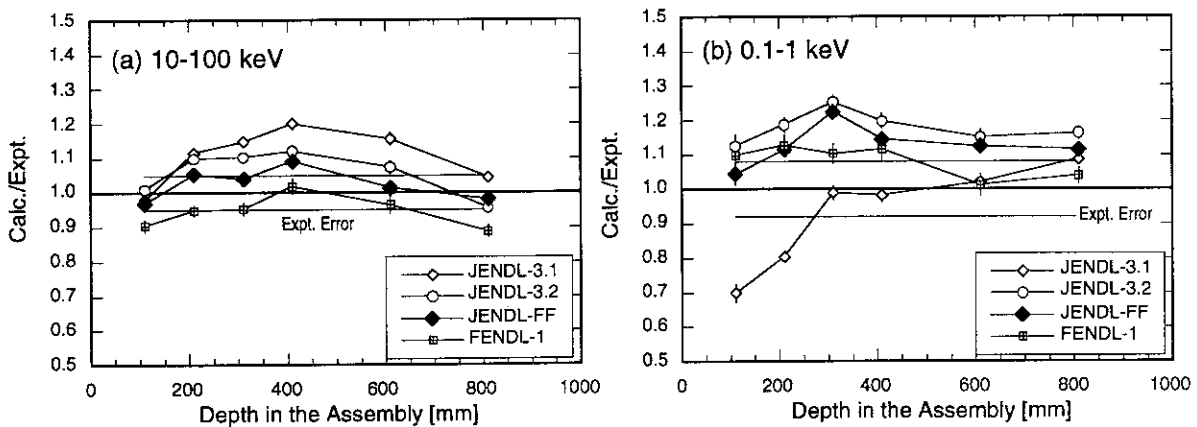 1.5
1.4
1.3
1.2
1.1
1.0
0.9
0.8
0.7
0.6
0.5
Calc./Expt.
(a) 10-100 keV
Expt. Error
JENDL-3.1
JENDL-3.2
JENDL-FF
FENDL-1
0 200 400 600 800 1000
Depth in the Assembly [mm]
1.5
1.4
1.3
1.2
1.1
1.0
0.9
0.8
0.7
0.6
0.5
Calc./Expt.
(b) 0.1-1 keV
Expt. Error
JENDL-3.1
JENDL-3.2
JENDL-FF
FENDL-1
0 200 400 600 800 1000
Depth in the Assembly [mm]